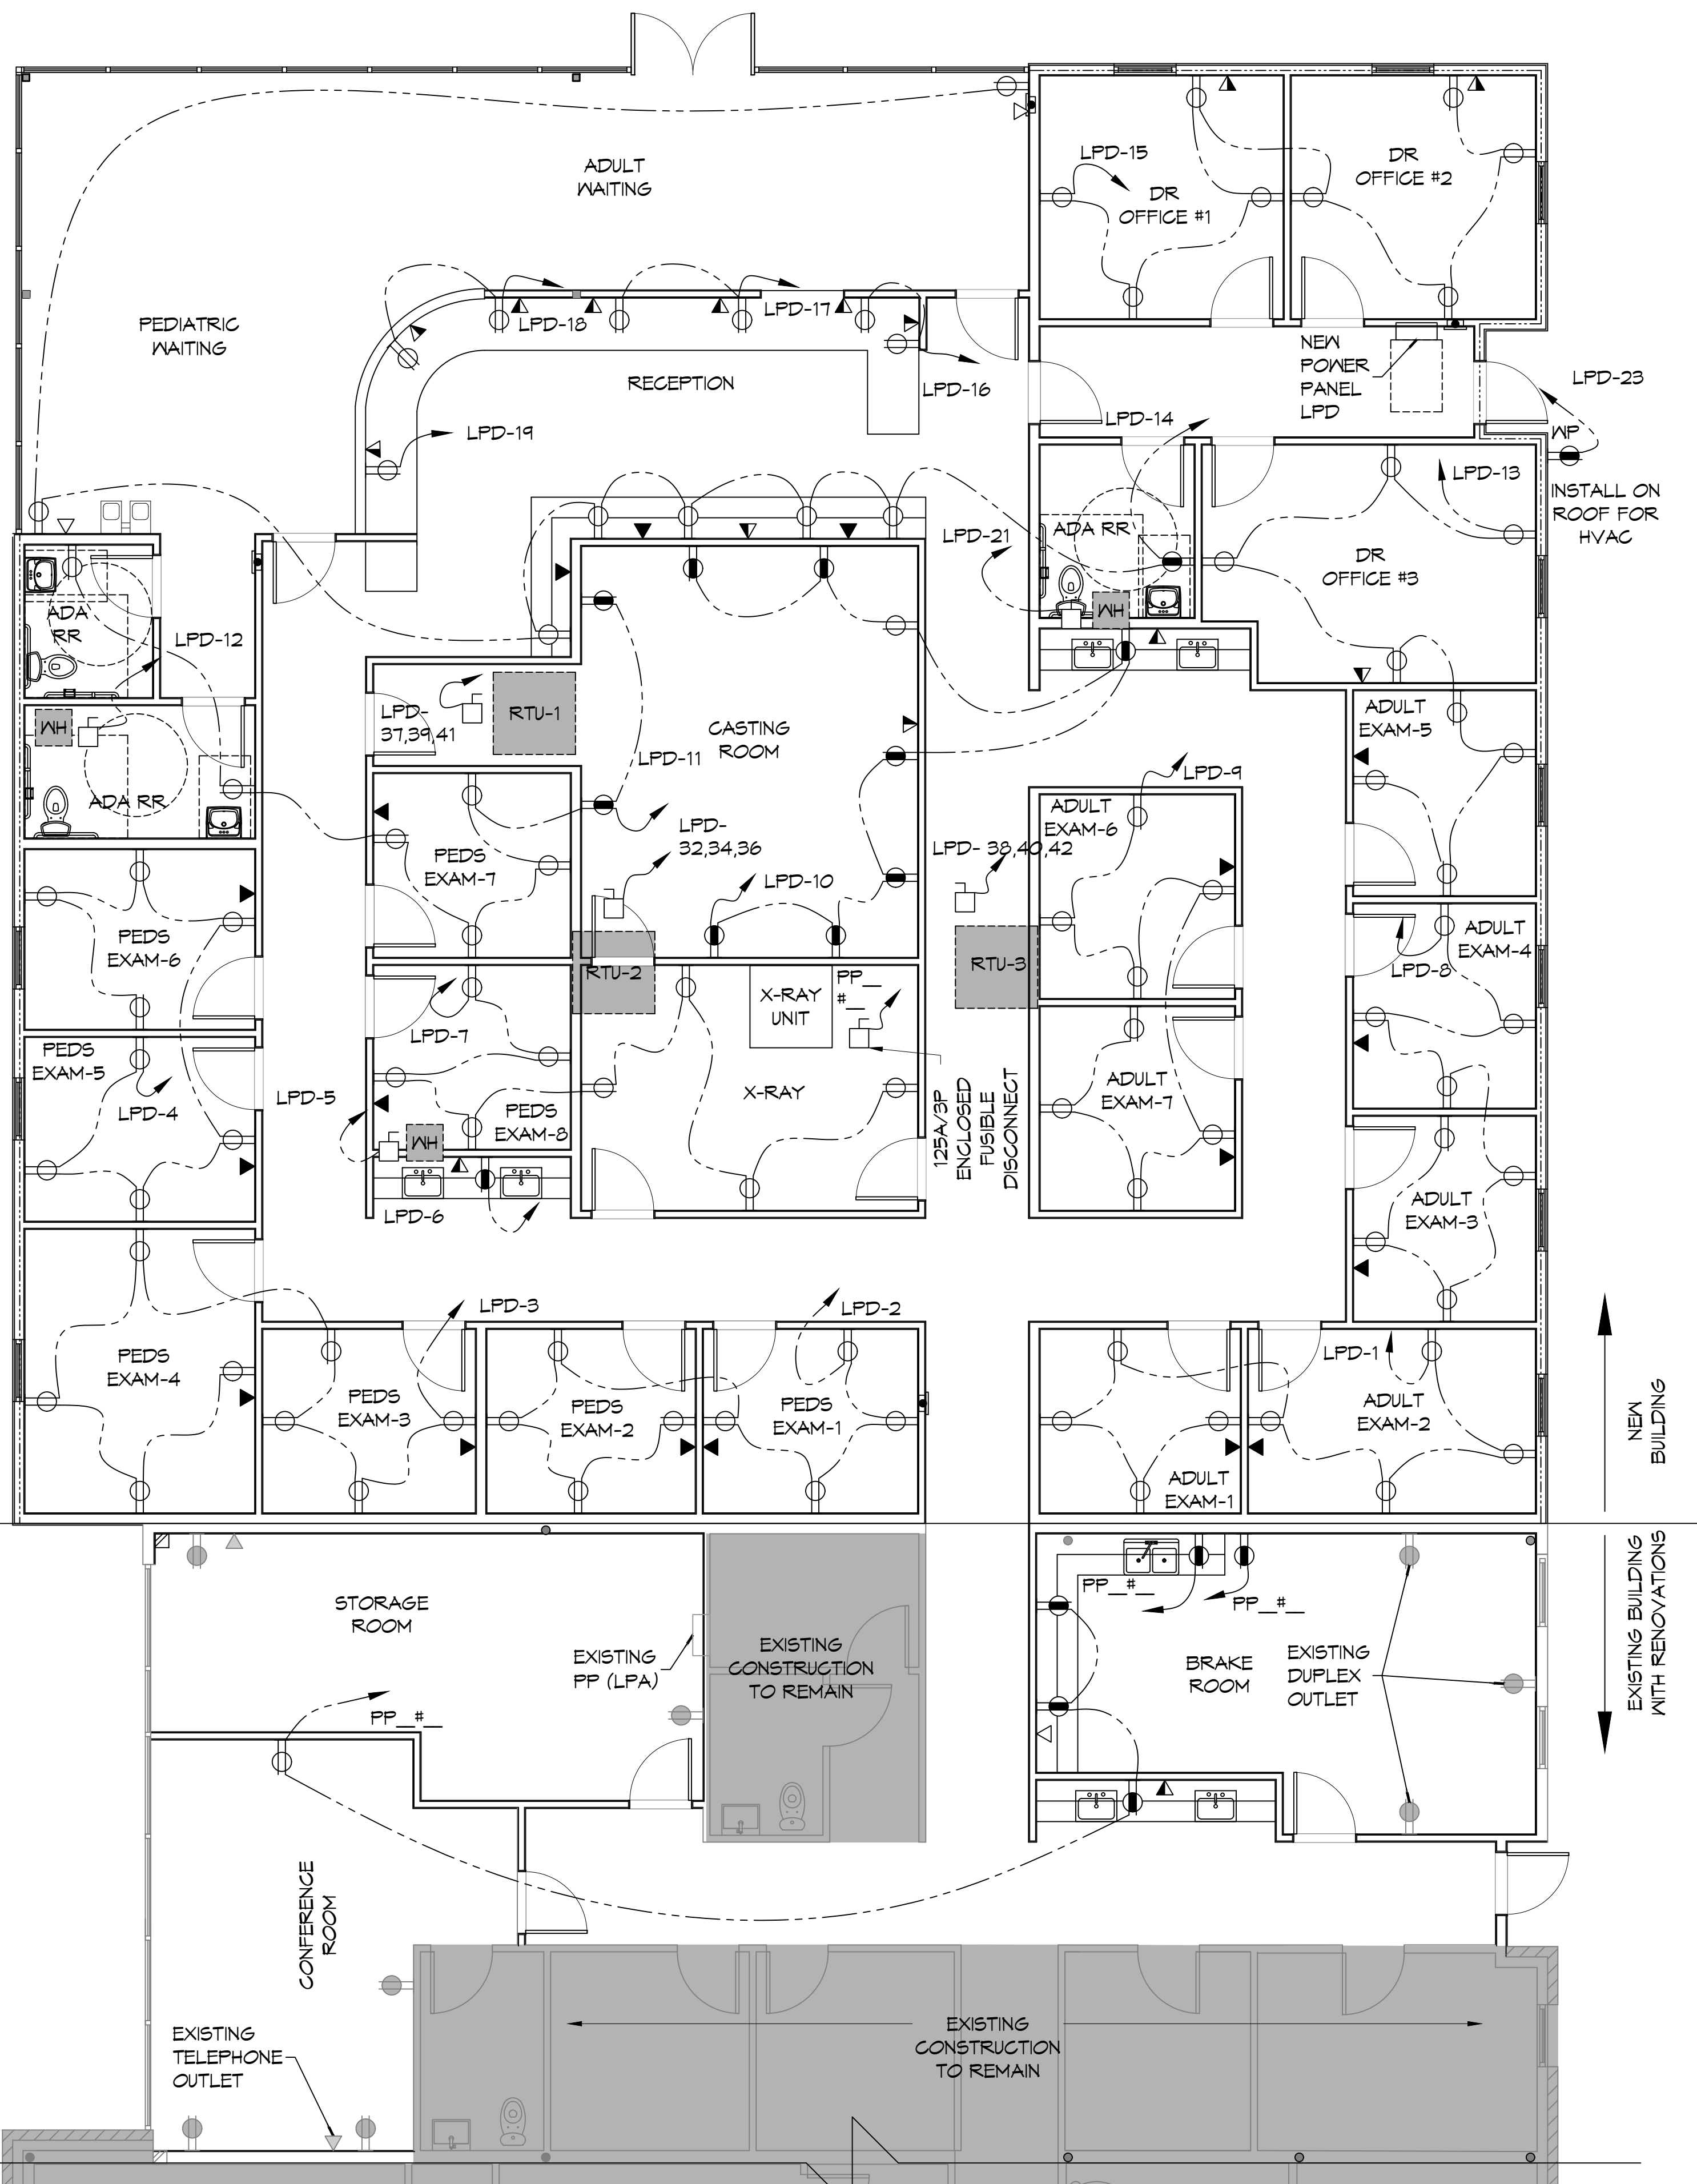 ADULT
WAITING
LPD-15
DR
OFFICE #1
DR
OFFICE #2
PEDIATRIC
WAITING
LPD-18
LPD-17
RECEPTION
LPD-16
NEW
POWER
PANEL
LPD
LPD-23
LPD-19
LPD-14
WP
LPD-13
INSTALL ON
ROOF FOR
HVAC
LPD-21
ADA RR
DR
OFFICE #3
WH
ADA
RR
LPD-12
WH
ADA RR
LPD-
37,39,41
RTU-1
LPD-11
CASTING
ROOM
ADULT
EXAM-5
LPD-9
PEDS
EXAM-7
LPD-
32,34,36
LPD- 38,40,42
ADULT
EXAM-6
LPD-10
PEDS
EXAM-6
ADULT
EXAM-4
LPD-8
RTU-2
PP__
#__
X-RAY
UNIT
RTU-3
LPD-7
PEDS
EXAM-5
LPD-4
LPD-5
X-RAY
PEDS
EXAM-8
WH
125A/3P
ENCLOSED
FUSIBLE
DISCONNECT
ADULT
EXAM-7
LPD-6
ADULT
EXAM-3
LPD-3
LPD-2
PEDS
EXAM-4
PEDS
EXAM-3
PEDS
EXAM-2
PEDS
EXAM-1
LPD-1
ADULT
EXAM-2
ADULT
EXAM-1
NEW
BUILDING
EXISTING BUILDING
WITH RENOVATIONS
STORAGE
ROOM
EXISTING
PP (LPA)
EXISTING
CONSTRUCTION
TO REMAIN
PP__#__
PP__#__
BRAKE
ROOM
EXISTING
DUPLEX
OUTLET
PP__#__
CONFERENCE
ROOM
EXISTING
TELEPHONE
OUTLET
EXISTING
CONSTRUCTION
TO REMAIN